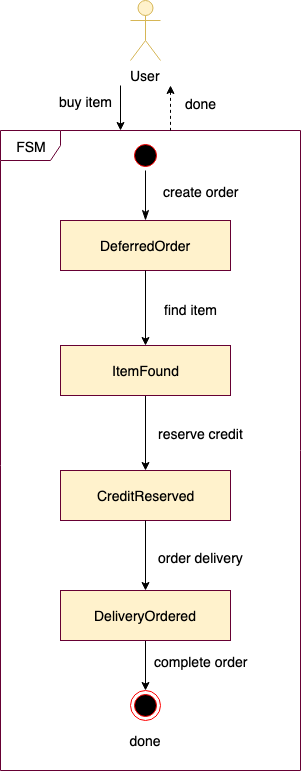 User
buy item
done
FSM
create order
DeferredOrder
find item
ItemFound
reserve credit
CreditReserved
order delivery
DeliveryOrdered
complete order
done